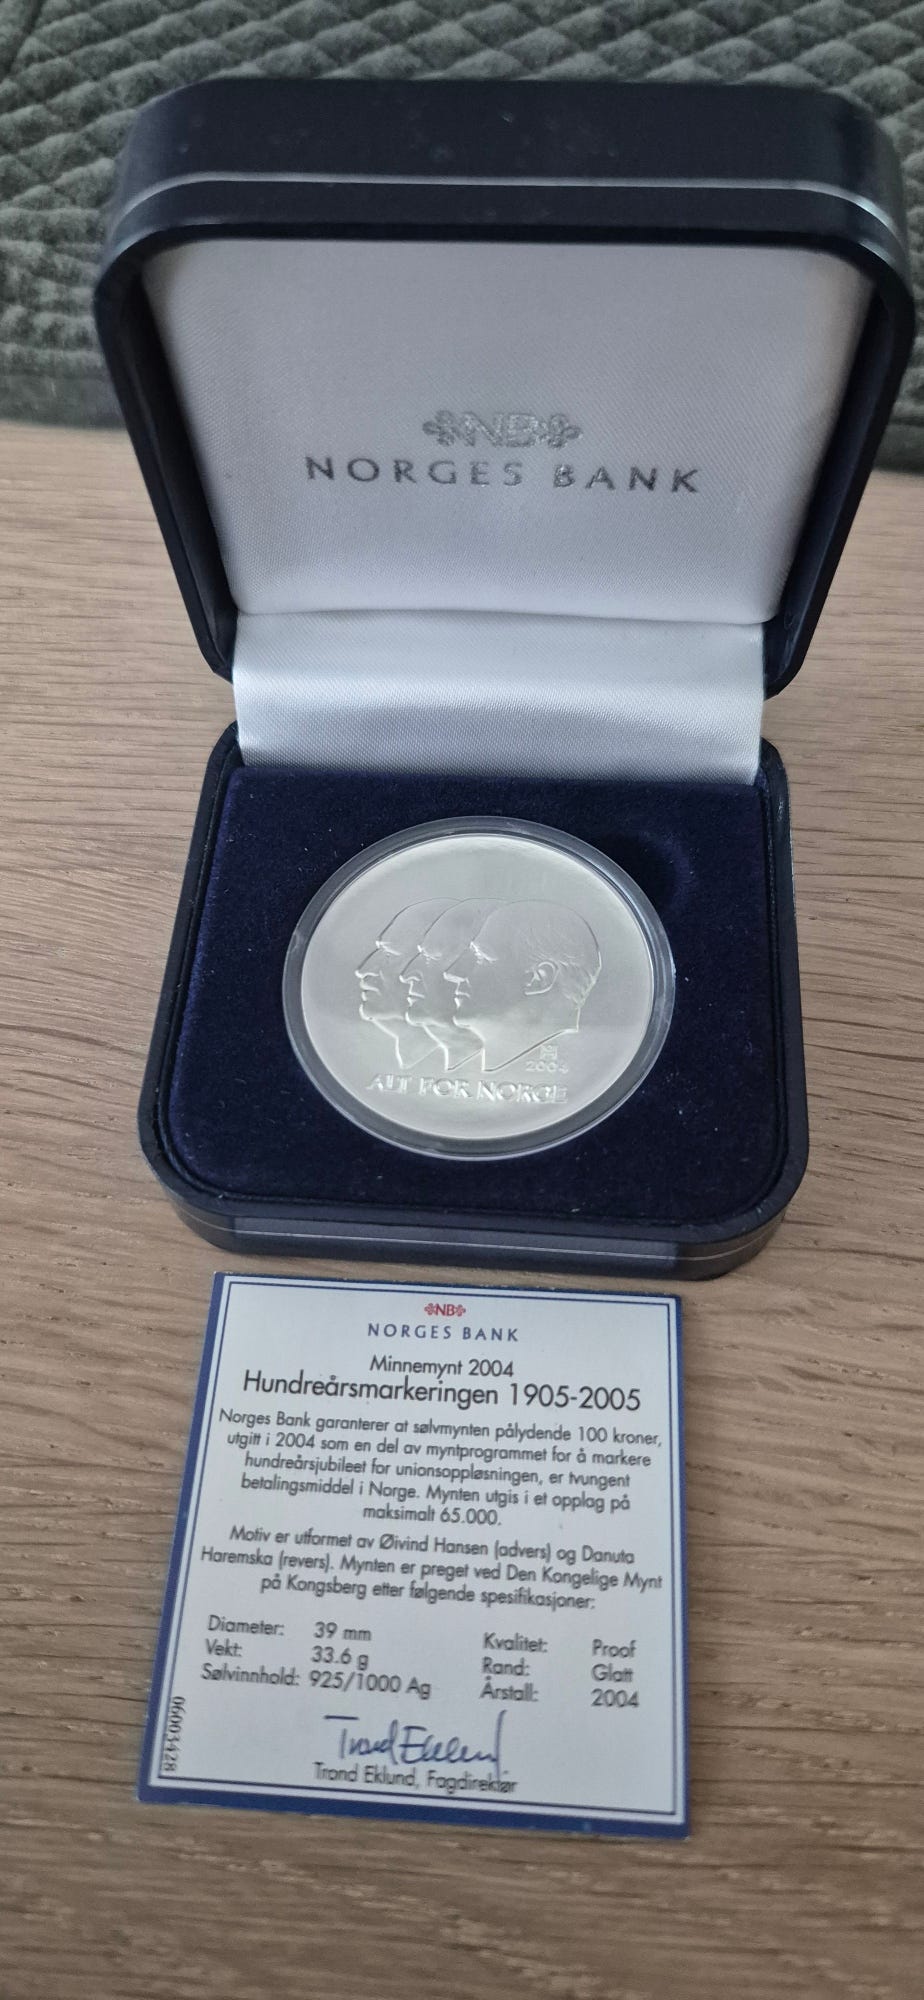 NB
NORGES BANK
2004
ALT FOR NORGE
NB
NORGES BANK
Minnemynt 2004
Hundreårsmarkeringen 1905-2005
Norges Bank garanterer at sølvmynten pålydende 100 kroner,
utgitt i 2004 som en del av myntprogrammet for å markere
hundreårsjubileet for unionsoppløsningen, er tvungent
betalingsmiddel i Norge. Mynten utgis i et opplag på
maksimalt 65.000.
Motiv er utformet av Øivind Hansen (advers) og Danuta
Haremska (revers). Mynten er preget ved Den Kongelige Mynt
på Kongsberg etter følgende spesifikasjoner:
Diameter: 39 mm Kvalitet: Proof
Vekt: 33.6 g Rand: Glatt
Sølvinnhold: 925/1000 Ag Årstall: 2004
Trond Eklund
Trond Eklund, Fagdirektør